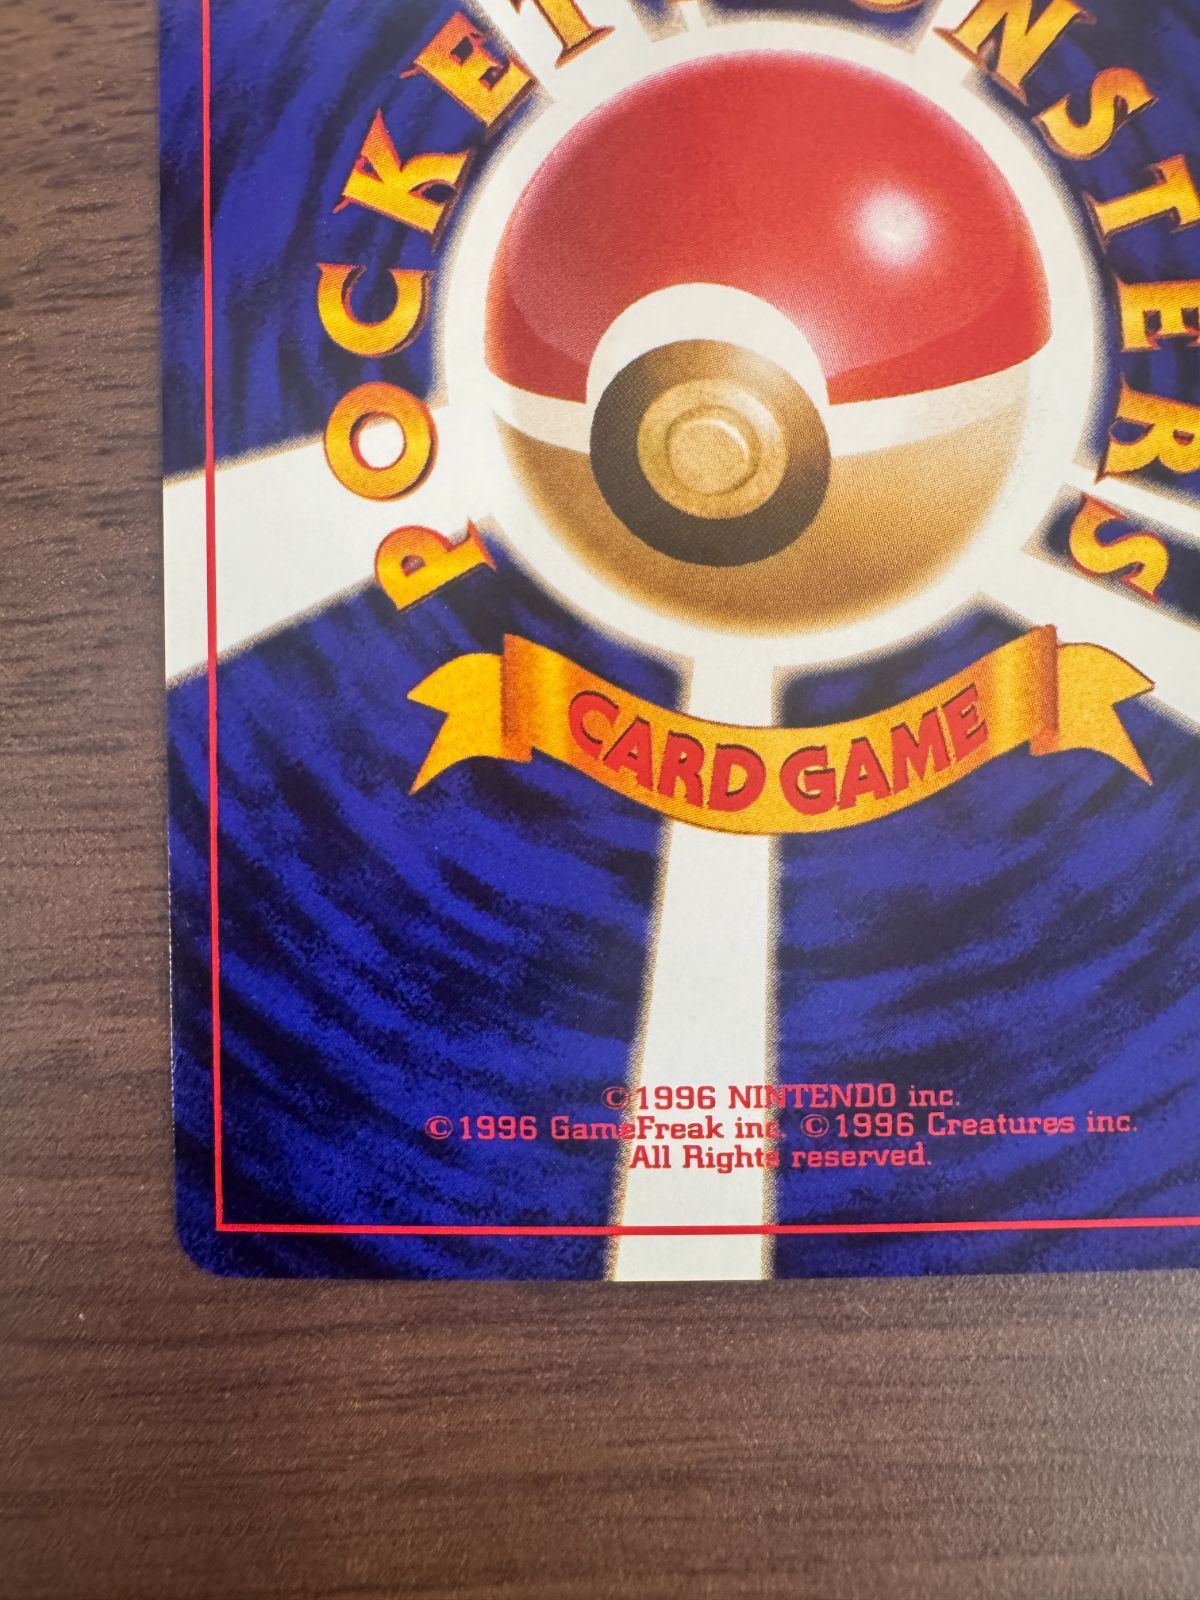 POCKET MONSTERS
CARD GAME
©1996 NINTENDO inc.
©1996 GameFreak inc. ©1996 Creatures inc.
All Rights reserved.